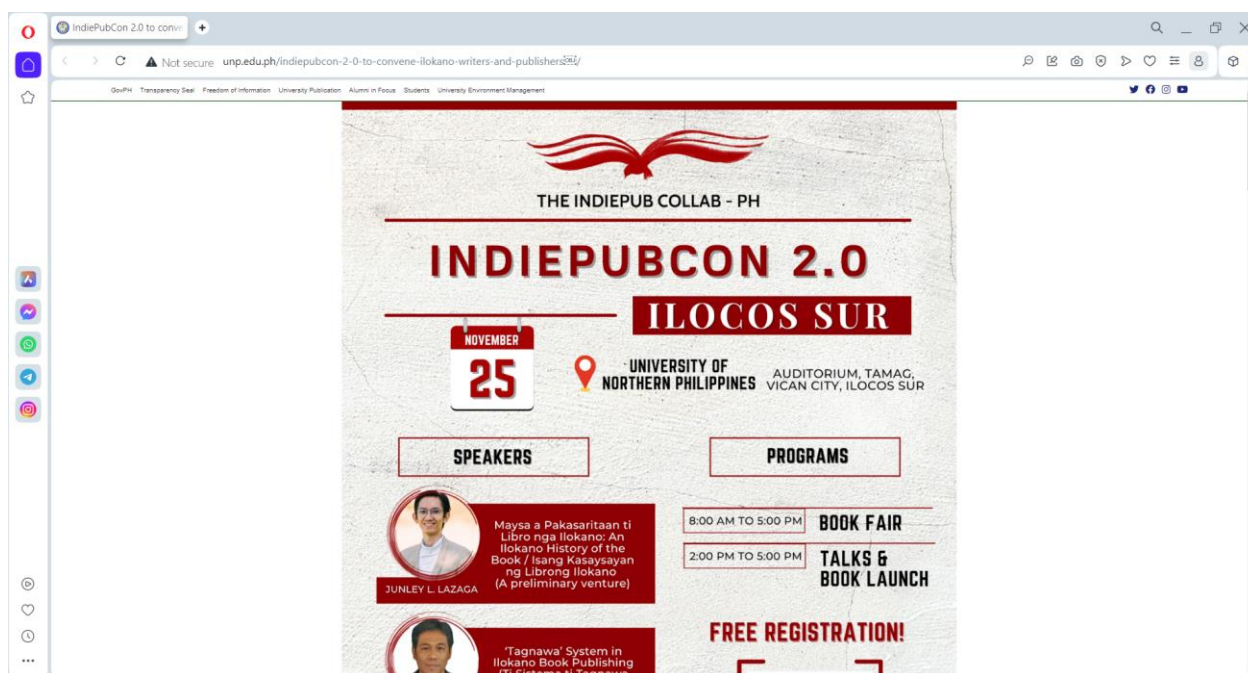 IndiePubCon 2.0 to conve
Not secure unp.edu.ph/indiepubcon-2-0-to-convene-ilokano-writers-and-publishers/
GovPH Transparency Seal Freedom of Information University Publication Alumni in Focus Students University Environment Management
THE INDIEPUB COLLAB - PH
INDIEPUBCON 2.0
ILOCOS SUR
NOVEMBER
25
UNIVERSITY OF
NORTHERN PHILIPPINES
AUDITORIUM, TAMAG,
VICAN CITY, ILOCOS SUR
SPEAKERS
Maysa a Pakasaritaan ti
Libro nga Ilokano: An
Ilokano History of the
Book / Isang Kasaysayan
ng Librong Ilokano
(A preliminary venture)
JUNLEY L. LAZAGA
'Tagnawa' System in
Ilokano Book Publishing
(Ti Sistema ti Tagnawa
PROGRAMS
8:00 AM TO 5:00 PM BOOK FAIR
2:00 PM TO 5:00 PM TALKS &
BOOK LAUNCH
FREE REGISTRATION!